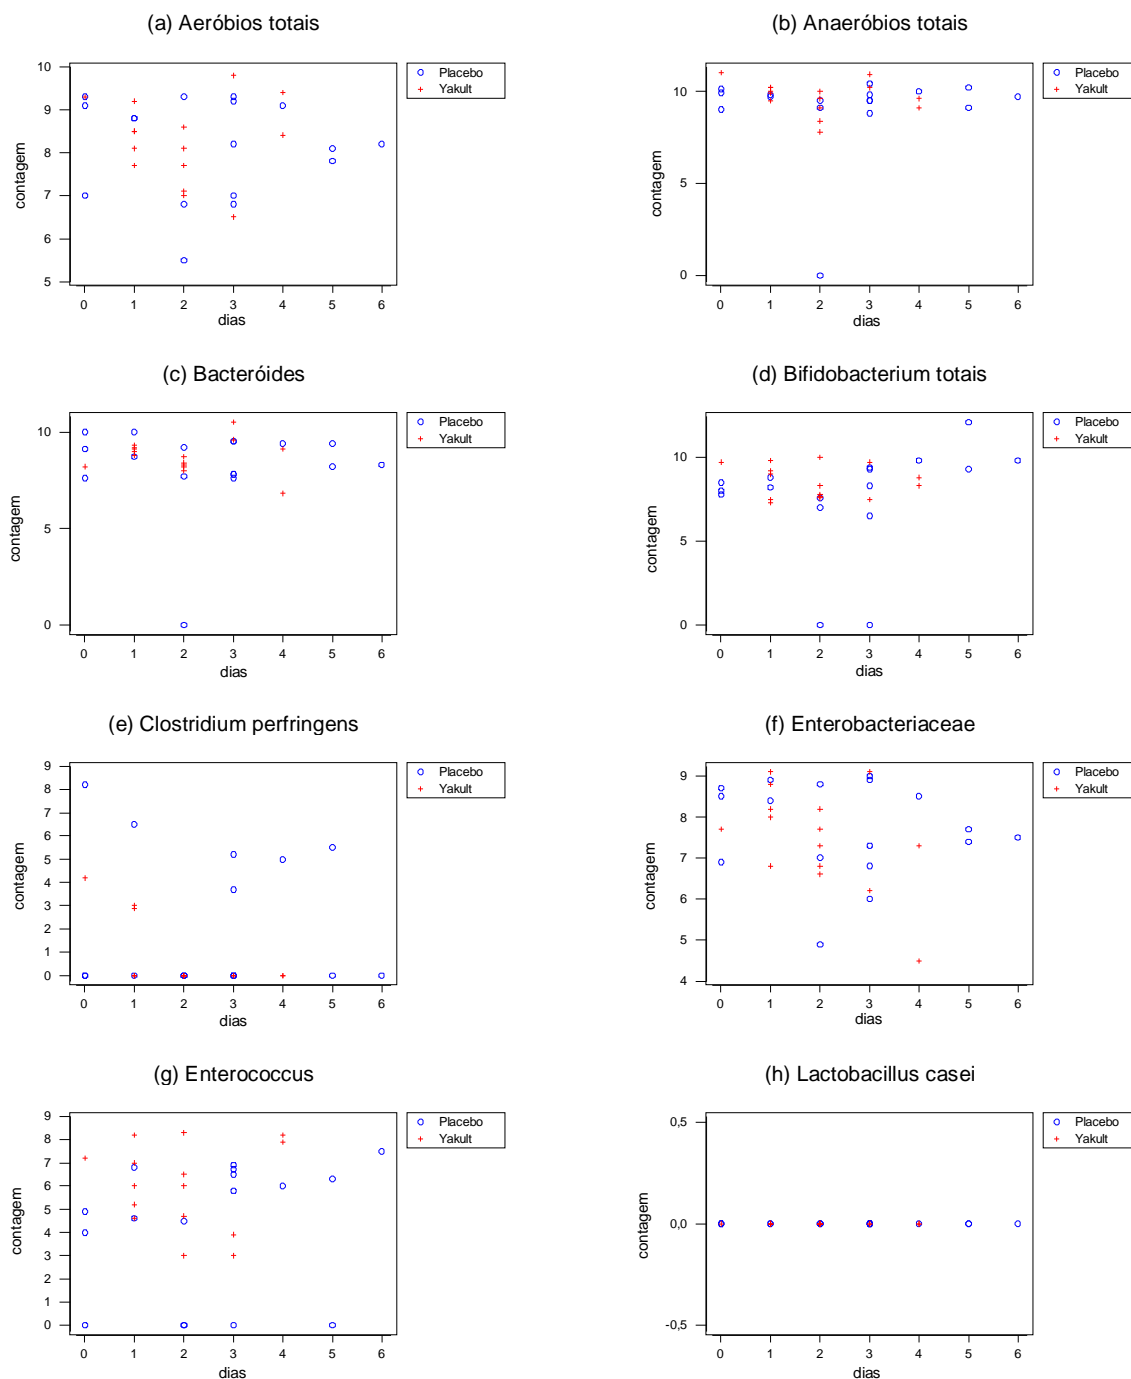 (a) Aeróbios totais
10
9
8
7
6
5
contagem
0 1 2 3 4 5 6
dias
Placebo
Yakult
(b) Anaeróbios totais
10
5
0
contagem
0 1 2 3 4 5 6
dias
Placebo
Yakult
(c) Bacteróides
10
5
0
contagem
0 1 2 3 4 5 6
dias
Placebo
Yakult
(d) Bifidobacterium totais
10
5
0
contagem
0 1 2 3 4 5 6
dias
Placebo
Yakult
(e) Clostridium perfringens
9
8
7
6
5
4
3
2
1
0
contagem
0 1 2 3 4 5 6
dias
Placebo
Yakult
(f) Enterobacteriaceae
9
8
7
6
5
4
contagem
0 1 2 3 4 5 6
dias
Placebo
Yakult
(g) Enterococcus
9
8
7
6
5
4
3
2
1
0
contagem
0 1 2 3 4 5 6
dias
Placebo
Yakult
(h) Lactobacillus casei
0,5
0,0
-0,5
contagem
0 1 2 3 4 5 6
dias
Placebo
Yakult